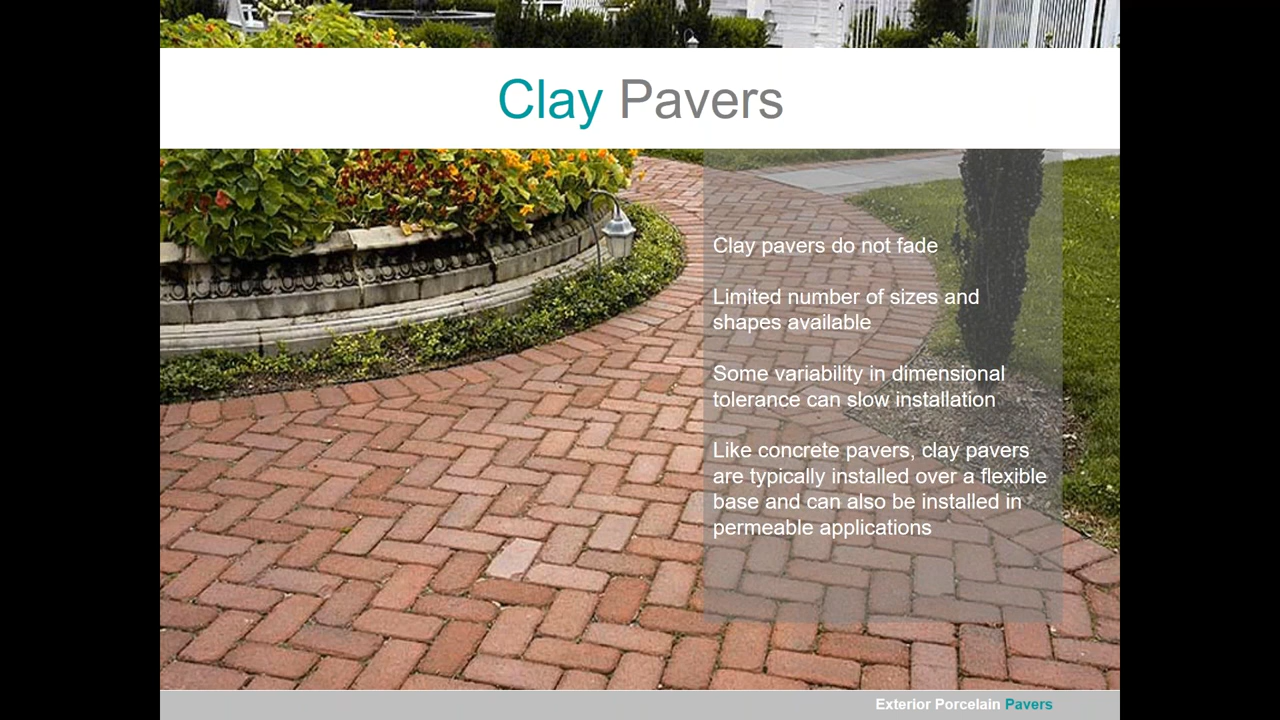 Clay Pavers
Clay pavers do not fade
Limited number of sizes and
shapes available
Some variability in dimensional
tolerance can slow installation
Like concrete pavers, clay pavers
are typically installed over a flexible
base and can also be installed in
permeable applications
Exterior Porcelain Pavers